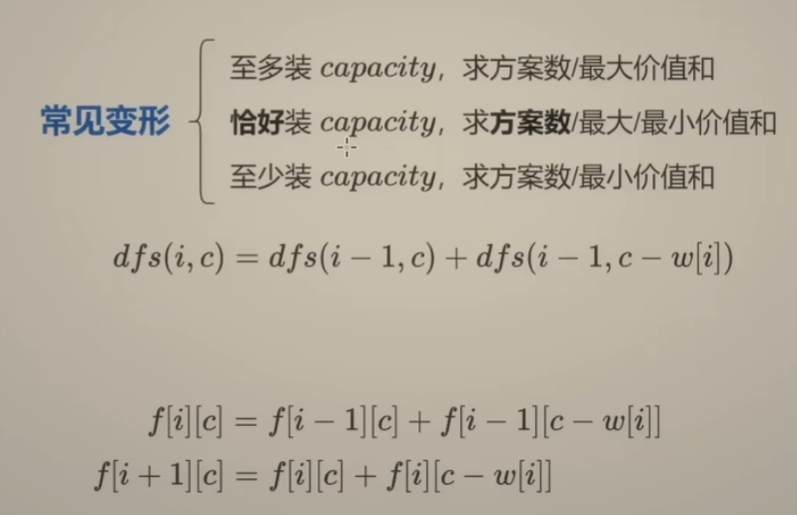 至多装 capacity, 求方案数/最大价值和
常见变形
恰好装 capacity, 求方案数/最大/最小价值和
至少装 capacity, 求方案数/最小价值和
dfs(i, c) = dfs(i − 1, c) + dfs(i − 1, c − w[i])
f[i][c] = f[i − 1][c] + f[i − 1][c − w[i]]
f[i + 1][c] = f[i][c] + f[i][c − w[i]]